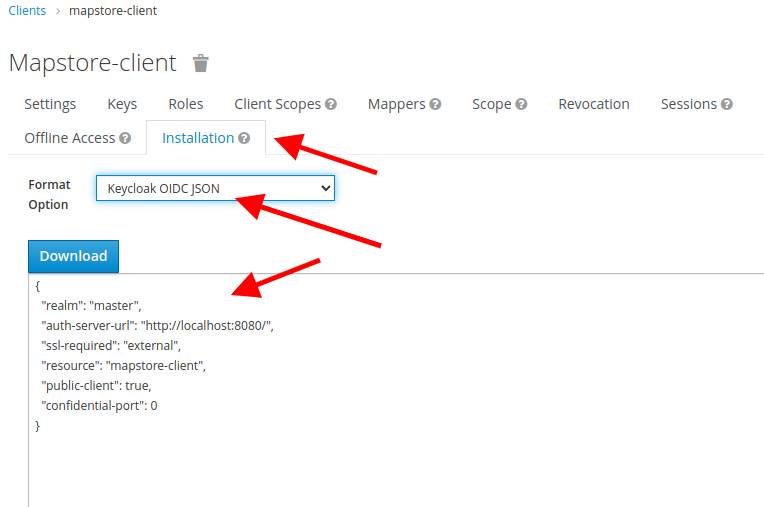 Clients > mapstore-client
Mapstore-client
Settings Keys Roles Client Scopes ? Mappers ? Scope ? Revocation Sessions ?
Offline Access ? Installation ?
Format Keycloak OIDC JSON
Option
Download
{
"realm": "master",
"auth-server-url": "http://localhost:8080/",
"ssl-required": "external",
"resource": "mapstore-client",
"public-client": true,
"confidential-port": 0
}